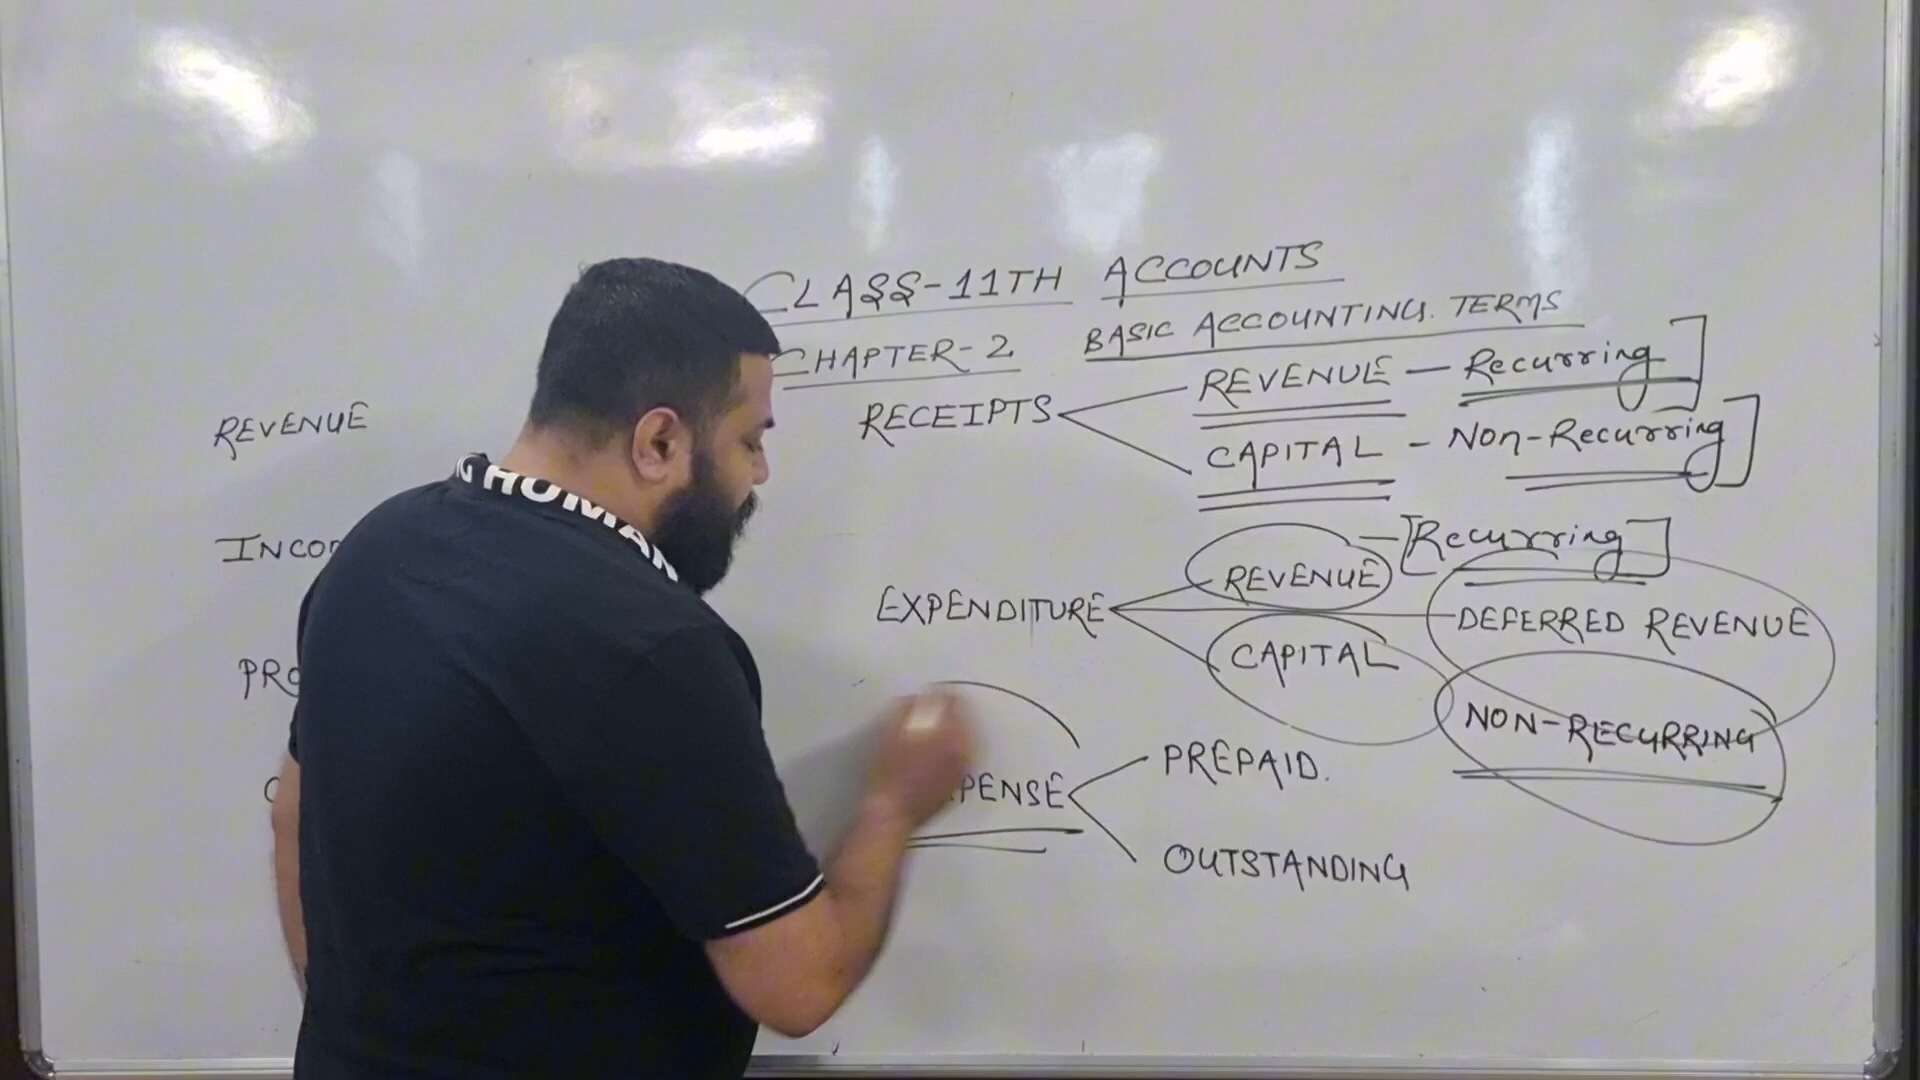 CLASS-11TH ACCOUNTS
CHAPTER-2 BASIC ACCOUNTING TERMS
RECEIPTS
REVENUE - Recurring
CAPITAL - Non-Recurring
EXPENDITURE
REVENUE - [Recurring]
DEFERRED REVENUE
CAPITAL
NON-RECURRING
PENSE
PREPAID.
OUTSTANDING
REVENUE
INCO
PRO
HUMAN